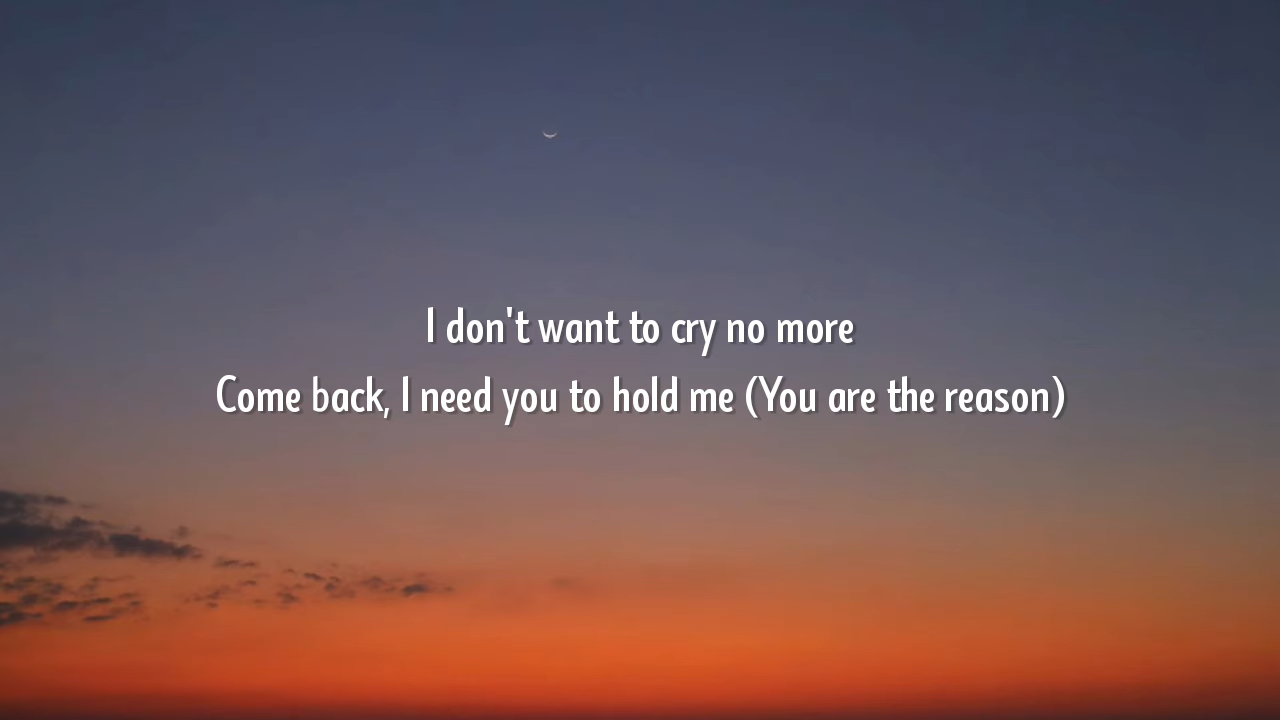 I don't want to cry no more
Come back, I need you to hold me (You are the reason)